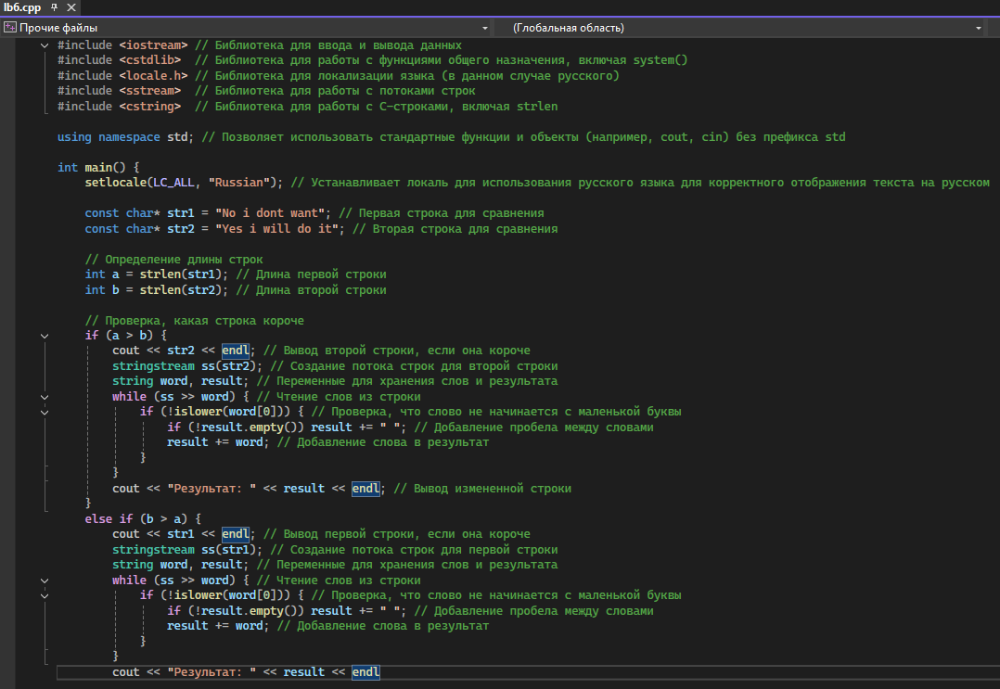 lb6.cpp
Прочие файлы (Глобальная область)
#include <iostream> // Библиотека для ввода и вывода данных
#include <cstdlib>  // Библиотека для работы с функциями общего назначения, включая system()
#include <locale.h> // Библиотека для локализации языка (в данном случае русского)
#include <sstream>  // Библиотека для работы с потоками строк
#include <cstring>  // Библиотека для работы с C-строками, включая strlen
using namespace std; // Позволяет использовать стандартные функции и объекты (например, cout, cin) без префикса std
int main() {
    setlocale(LC_ALL, "Russian"); // Устанавливает локаль для использования русского языка для корректного отображения текста на русском
    const char* str1 = "No i dont want"; // Первая строка для сравнения
    const char* str2 = "Yes i will do it"; // Вторая строка для сравнения
    // Определение длины строк
    int a = strlen(str1); // Длина первой строки
    int b = strlen(str2); // Длина второй строки
    // Проверка, какая строка короче
    if (a > b) {
        cout << str2 << endl; // Вывод второй строки, если она короче
        stringstream ss(str2); // Создание потока строк для второй строки
        string word, result; // Переменные для хранения слов и результата
        while (ss >> word) { // Чтение слов из строки
            if (!islower(word[0])) { // Проверка, что слово не начинается с маленькой буквы
                if (!result.empty()) result += " "; // Добавление пробела между словами
                result += word; // Добавление слова в результат
            }
        }
        cout << "Результат: " << result << endl; // Вывод измененной строки
    }
    else if (b > a) {
        cout << str1 << endl; // Вывод первой строки, если она короче
        stringstream ss(str1); // Создание потока строк для первой строки
        string word, result; // Переменные для хранения слов и результата
        while (ss >> word) { // Чтение слов из строки
            if (!islower(word[0])) { // Проверка, что слово не начинается с маленькой буквы
                if (!result.empty()) result += " "; // Добавление пробела между словами
                result += word; // Добавление слова в результат
            }
        }
        cout << "Результат: " << result << endl